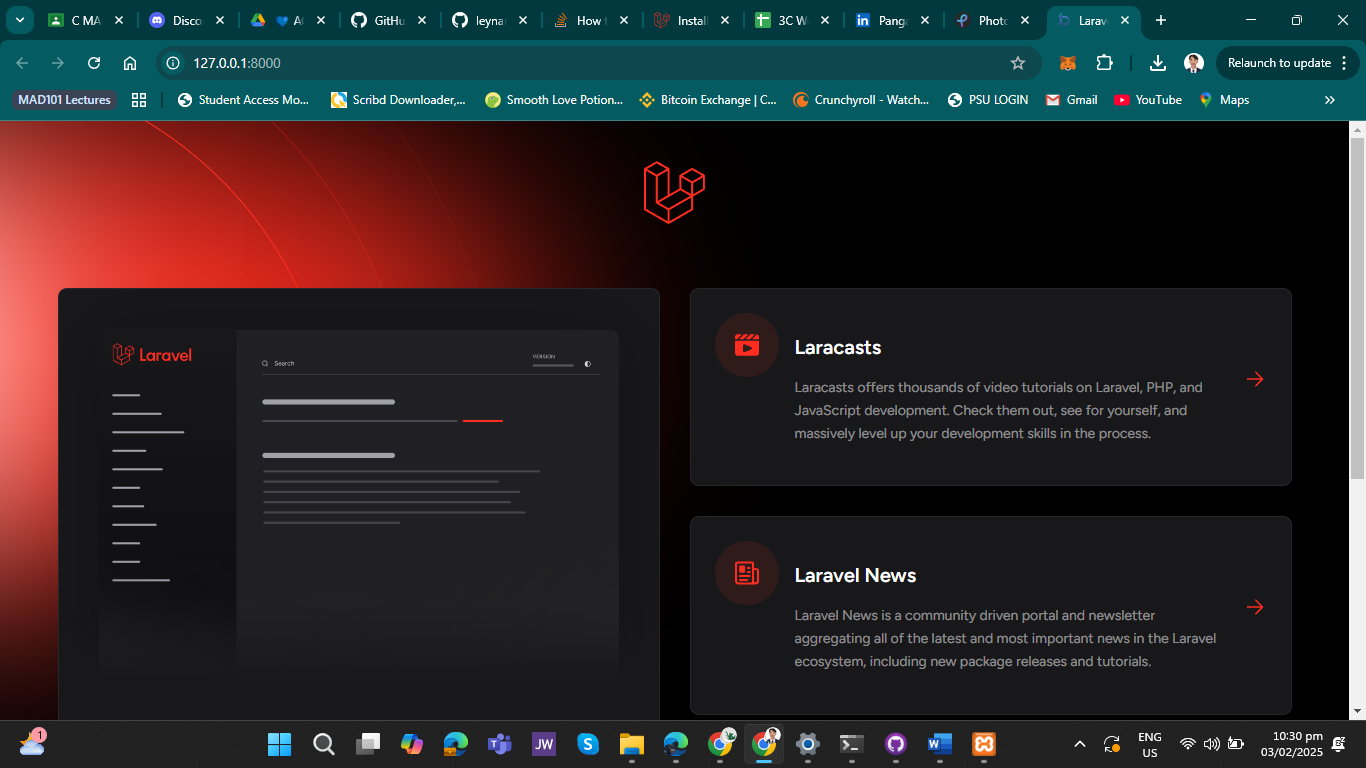 C MA
Disco
AC
GitHu
leynar
How t
Install
3C W
Panga
Photo
Larave
127.0.0.1:8000
Relaunch to update
MAD101 Lectures
Student Access Mo...
Scribd Downloader,...
Smooth Love Potion...
Bitcoin Exchange | C...
Crunchyroll - Watch...
PSU LOGIN
Gmail
YouTube
Maps
Laravel
Search
VERSION
Laracasts
Laracasts offers thousands of video tutorials on Laravel, PHP, and
JavaScript development. Check them out, see for yourself, and
massively level up your development skills in the process.
Laravel News
Laravel News is a community driven portal and newsletter
aggregating all of the latest and most important news in the Laravel
ecosystem, including new package releases and tutorials.
1
JW
ENG
US
10:30 pm
03/02/2025